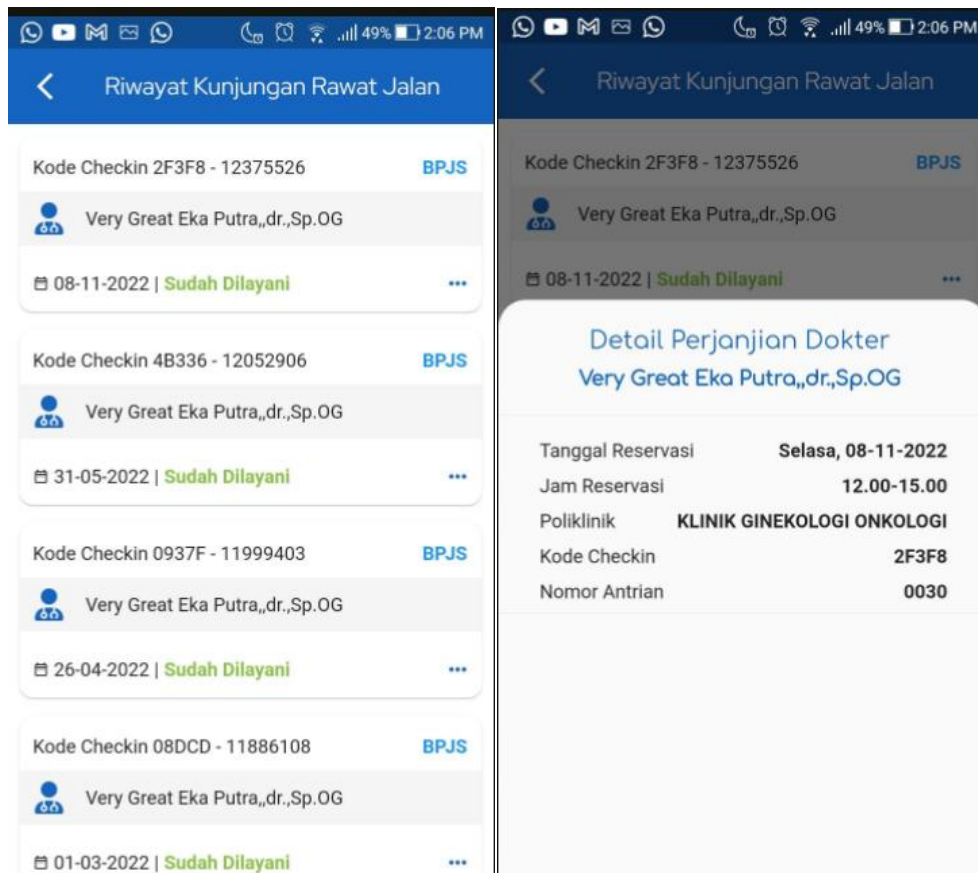 49% 2:06 PM
Riwayat Kunjungan Rawat Jalan
Kode Checkin 2F3F8 - 12375526 BPJS
Very Great Eka Putra,,dr.,Sp.OG
08-11-2022 | Sudah Dilayani
Kode Checkin 4B336 - 12052906 BPJS
Very Great Eka Putra,,dr.,Sp.OG
31-05-2022 | Sudah Dilayani
Kode Checkin 0937F - 11999403 BPJS
Very Great Eka Putra,,dr.,Sp.OG
26-04-2022 | Sudah Dilayani
Kode Checkin 08DCD - 11886108 BPJS
Very Great Eka Putra,,dr.,Sp.OG
01-03-2022 | Sudah Dilayani
49% 2:06 PM
Riwayat Kunjungan Rawat Jalan
Kode Checkin 2F3F8 - 12375526 BPJS
Very Great Eka Putra,,dr.,Sp.OG
08-11-2022 | Sudah Dilayani
Detail Perjanjian Dokter
Very Great Eka Putra,,dr.,Sp.OG
Tanggal Reservasi Selasa, 08-11-2022
Jam Reservasi 12.00-15.00
Poliklinik KLINIK GINEKOLOGI ONKOLOGI
Kode Checkin 2F3F8
Nomor Antrian 0030